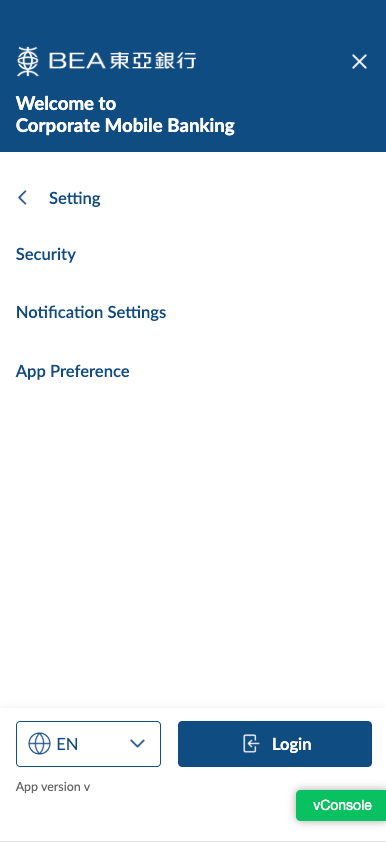 BEA東亞銀行
Welcome to
Corporate Mobile Banking
Setting
Security
Notification Settings
App Preference
EN
Login
App version v
vConsole